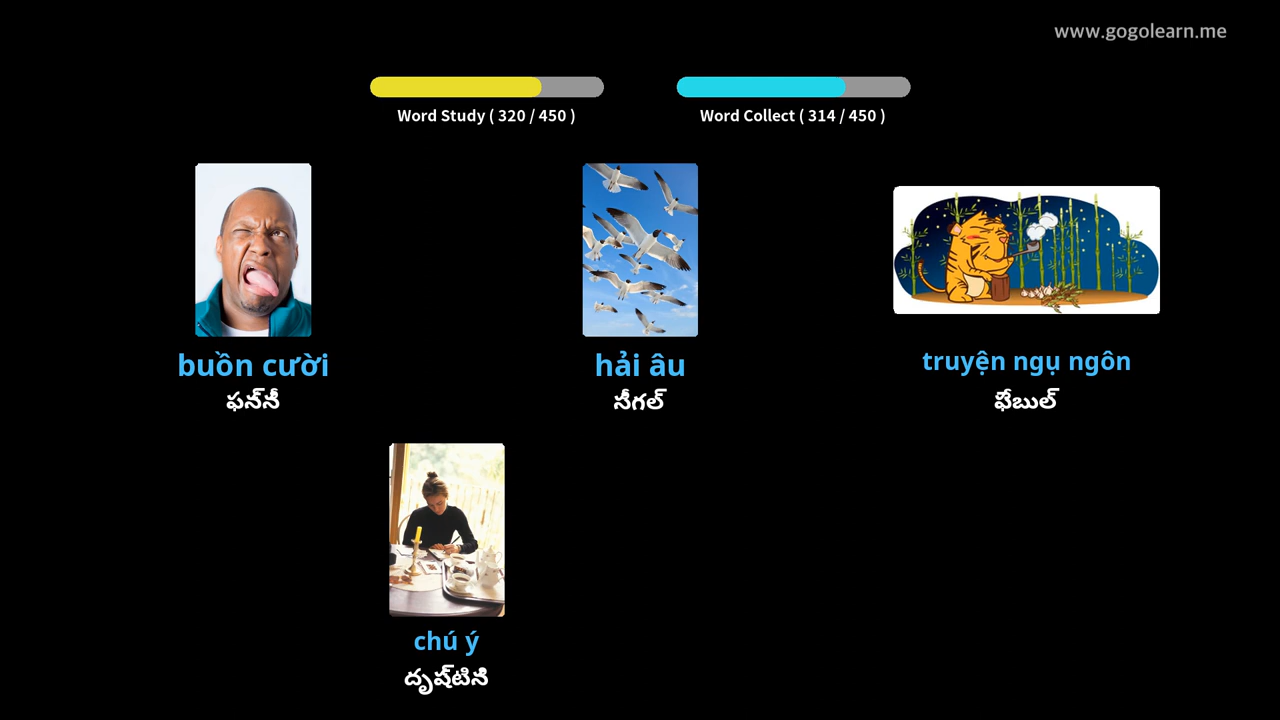 www.gogolearn.me
Word Study ( 320 / 450 )
Word Collect ( 314 / 450 )
buồn cười
ఫన్నీ
hải âu
సీగల్
truyện ngụ ngôn
ఫేబుల్
chú ý
దృష్టిని